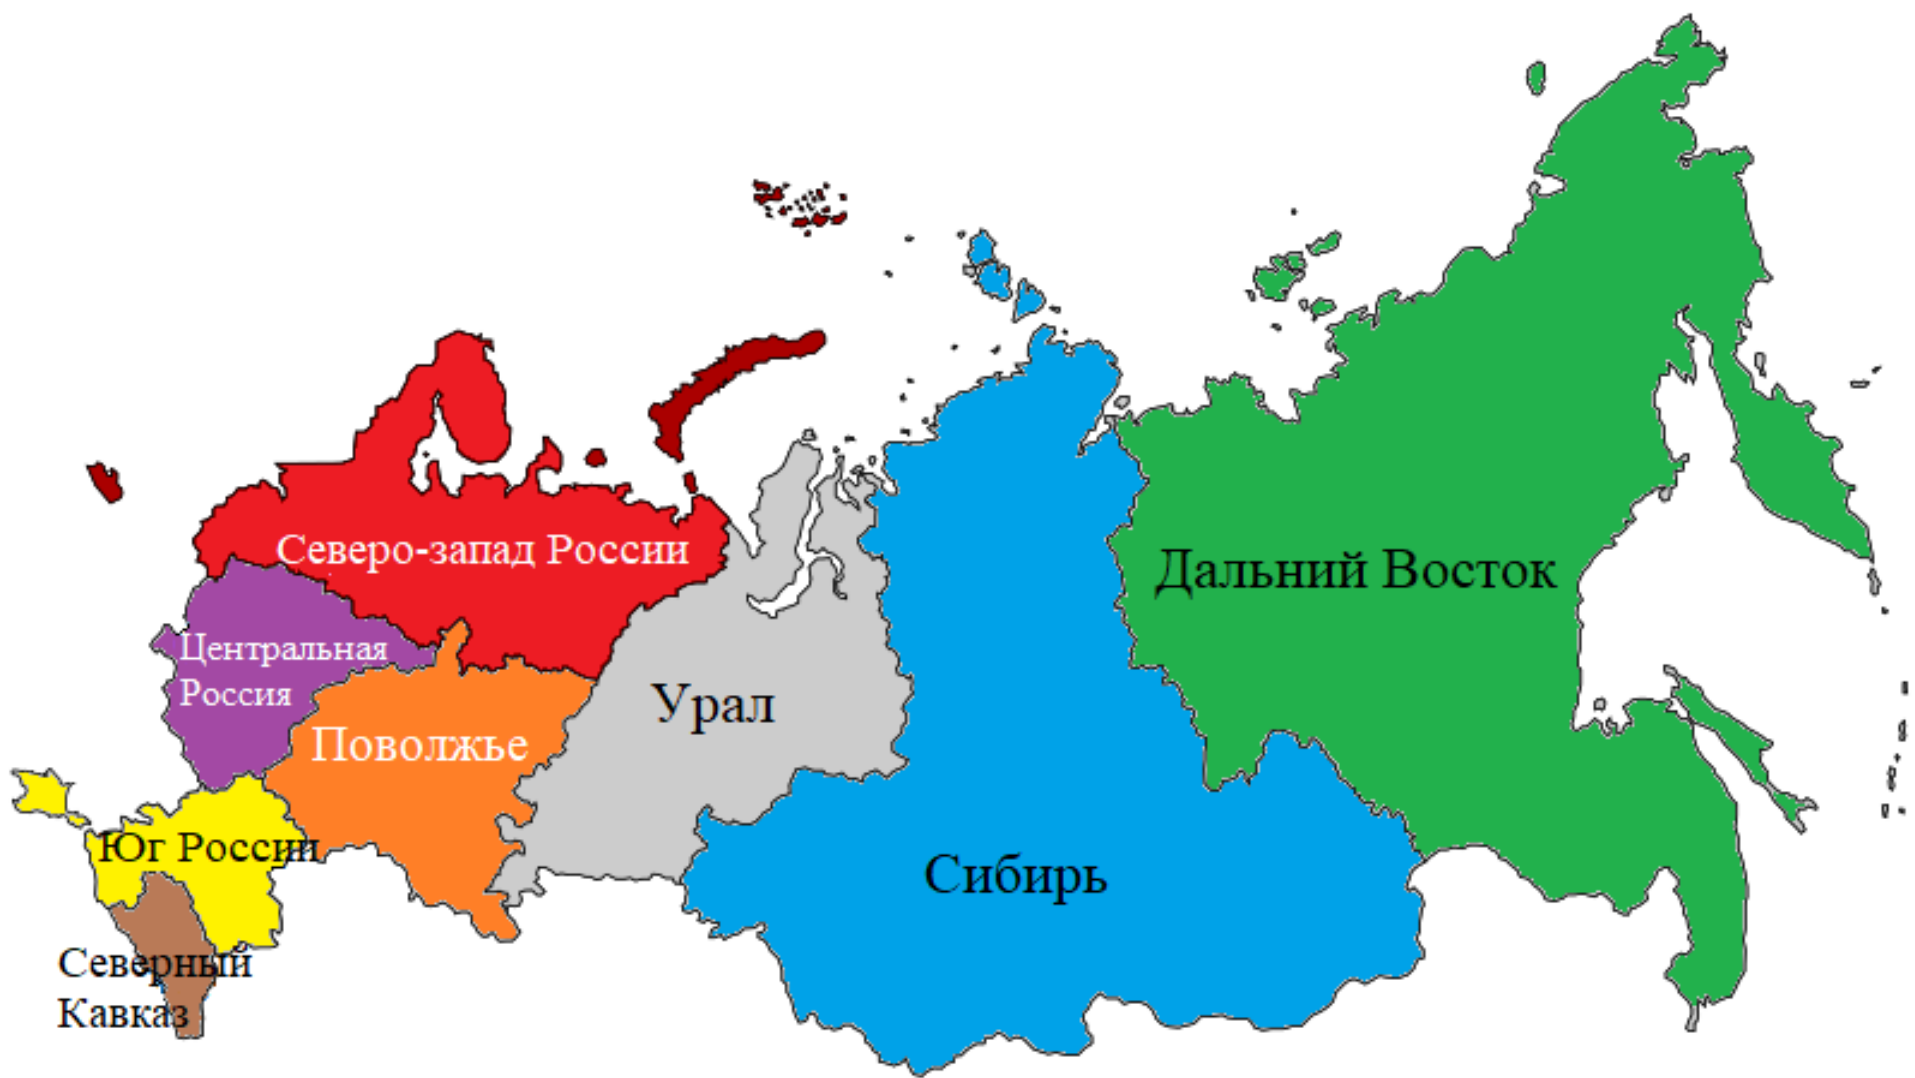 Северо-запад России
Дальний Восток
Центральная
Россия
Урал
Поволжье
Юг России
Сибирь
Северный
Кавказ